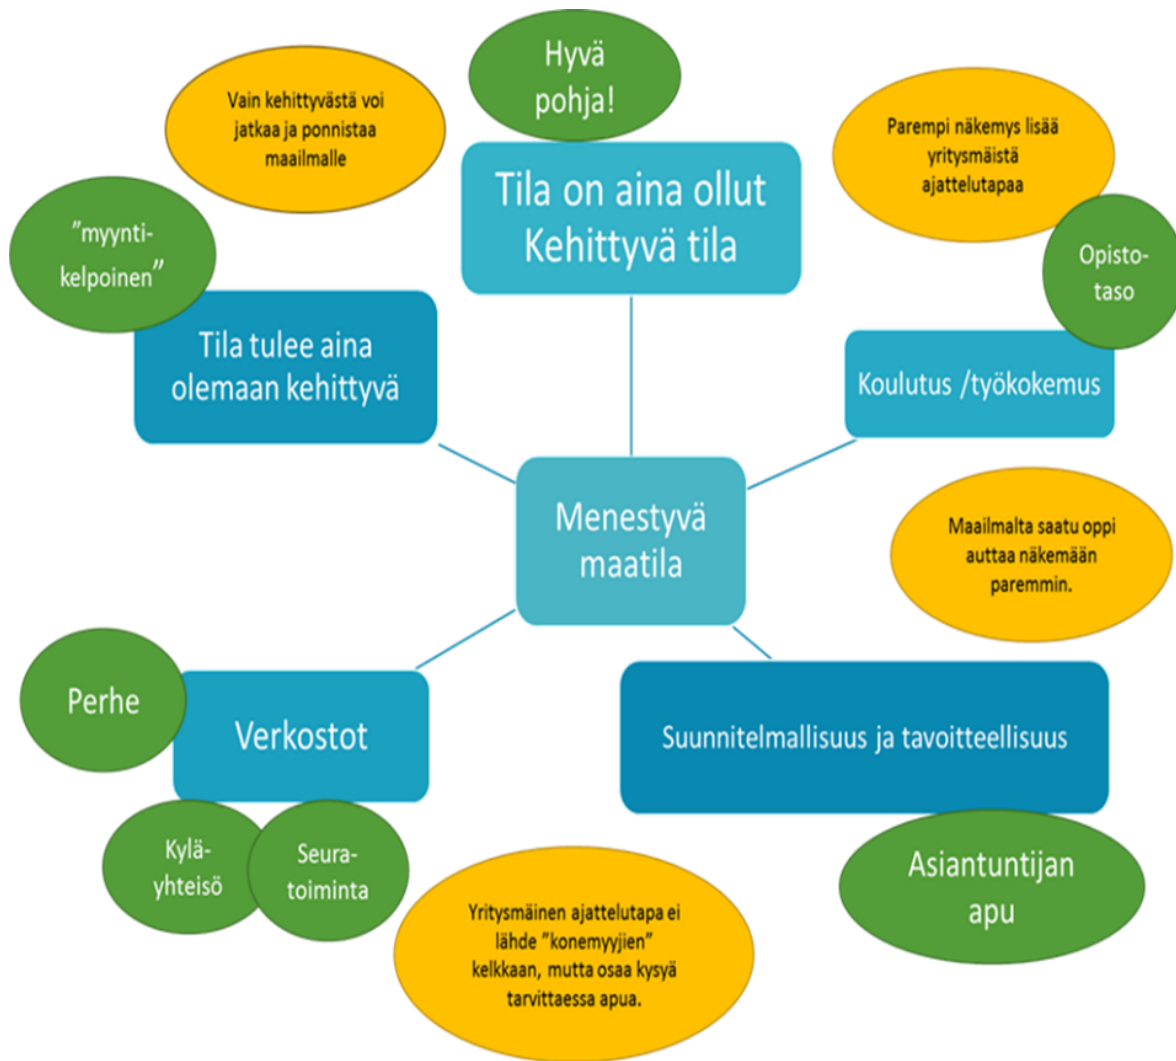 Hyvä
pohja!
Vain kehittyvästä voi
jatkaa ja ponnistaa
maailmalle
Parempi näkemys lisää
yritysmäistä
ajattelutapaa
Tila on aina ollut
Kehittyvä tila
"myynti-
kelpoinen"
Opisto-
taso
Tila tulee aina
olemaan kehittyvä
Koulutus /työkokemus
Menestyvä
maatila
Maailmalta saatu oppi
auttaa näkemään
paremmin.
Perhe
Verkostot
Suunnitelmallisuus ja tavoitteellisuus
Kylä-
yhteisö
Seura-
toiminta
Asiantuntijan
apu
Yritysmäinen ajattelutapa ei
lähde "konemyyjien"
kelkkaan, mutta osaa kysyä
tarvittaessa apua.